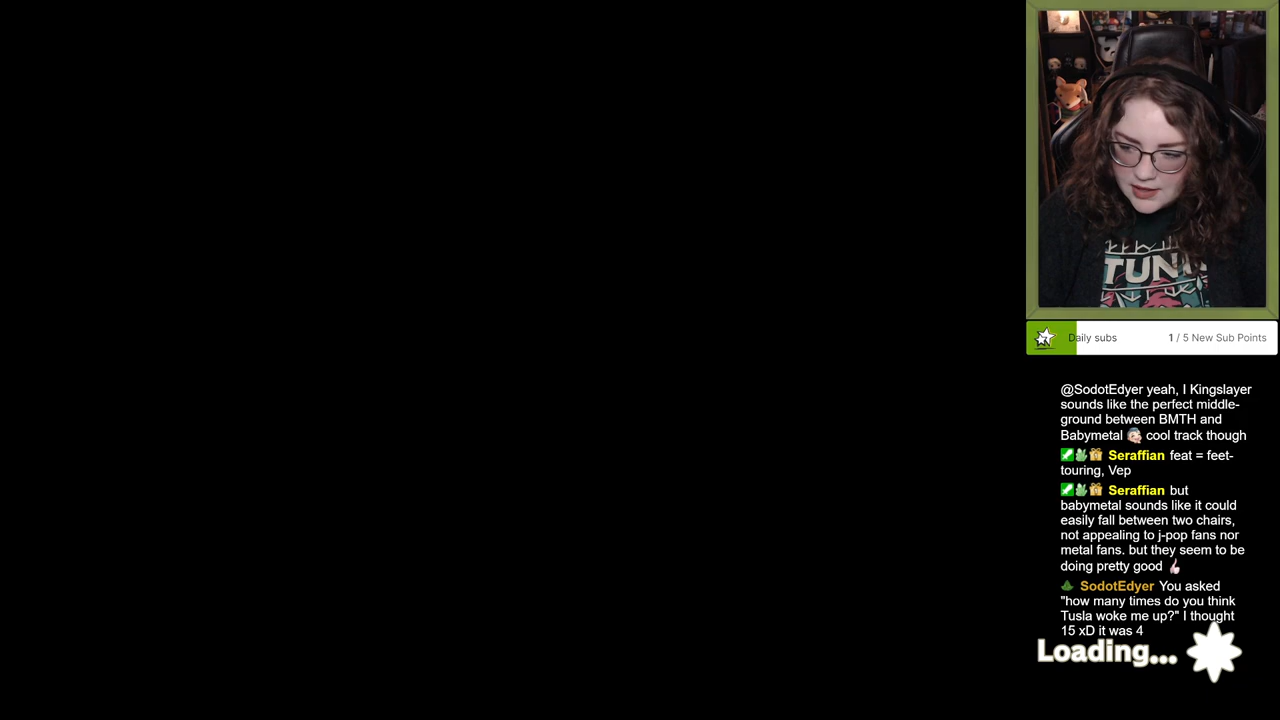 TUN
Daily subs
1 / 5 New Sub Points
@SodotEdyer yeah, I Kingslayer
sounds like the perfect middle-
ground between BMTH and
Babymetal cool track though
Seraffian feat = feet-
touring, Vep
Seraffian but
babymetal sounds like it could
easily fall between two chairs,
not appealing to j-pop fans nor
metal fans. but they seem to be
doing pretty good
SodotEdyer You asked
"how many times do you think
Tusla woke me up?" I thought
15 xD it was 4
Loading...